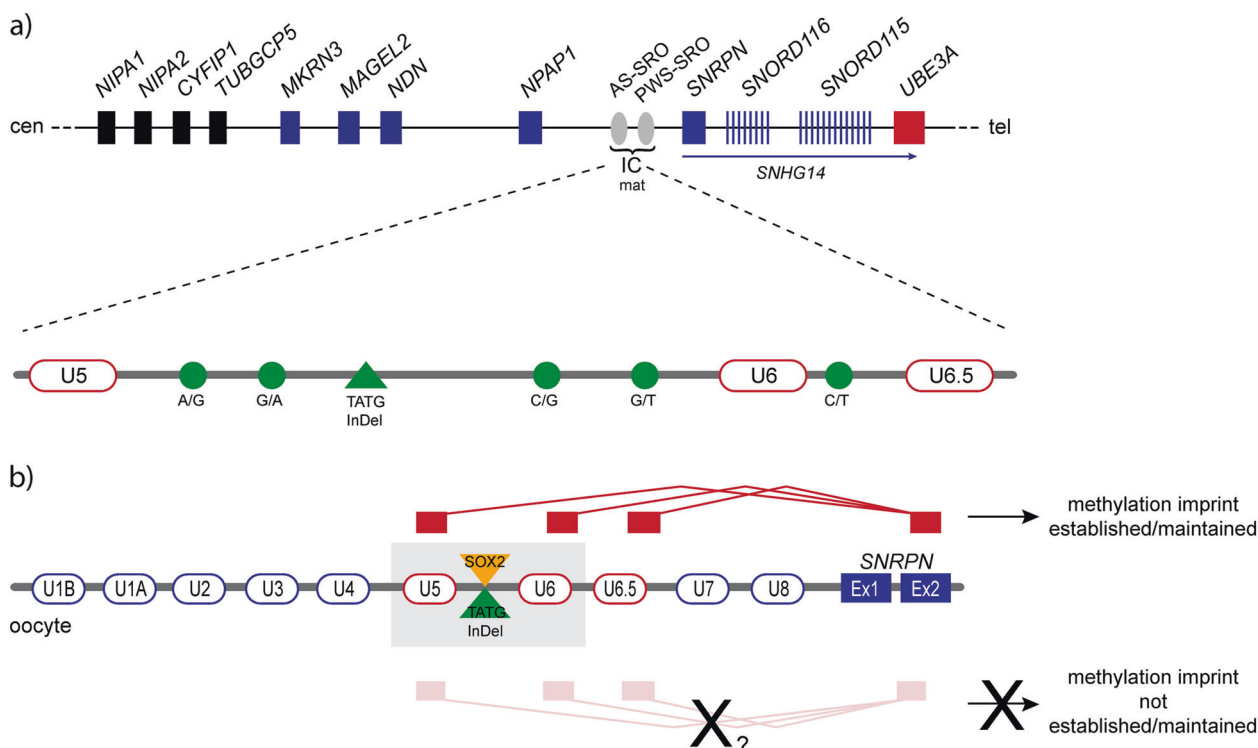 a)
NIPA1 NIPA2 CYFIP1 TUBGCP5 MKRN3 MAGEL2 NDN NPAP1 AS-SRO PWS-SRO SNRPN SNORD116 SNORD115 UBE3A
cen tel
IC
mat
SNHG14
U5 U6 U6.5
A/G G/A TATG C/G G/T C/T
InDel
b)
methylation imprint
established/maintained
SOX2
SNRPN
U1B U1A U2 U3 U4 U5 U6 U6.5 U7 U8 Ex1 Ex2
TATG
oocyte
InDel
methylation imprint
X X not
? established/maintained